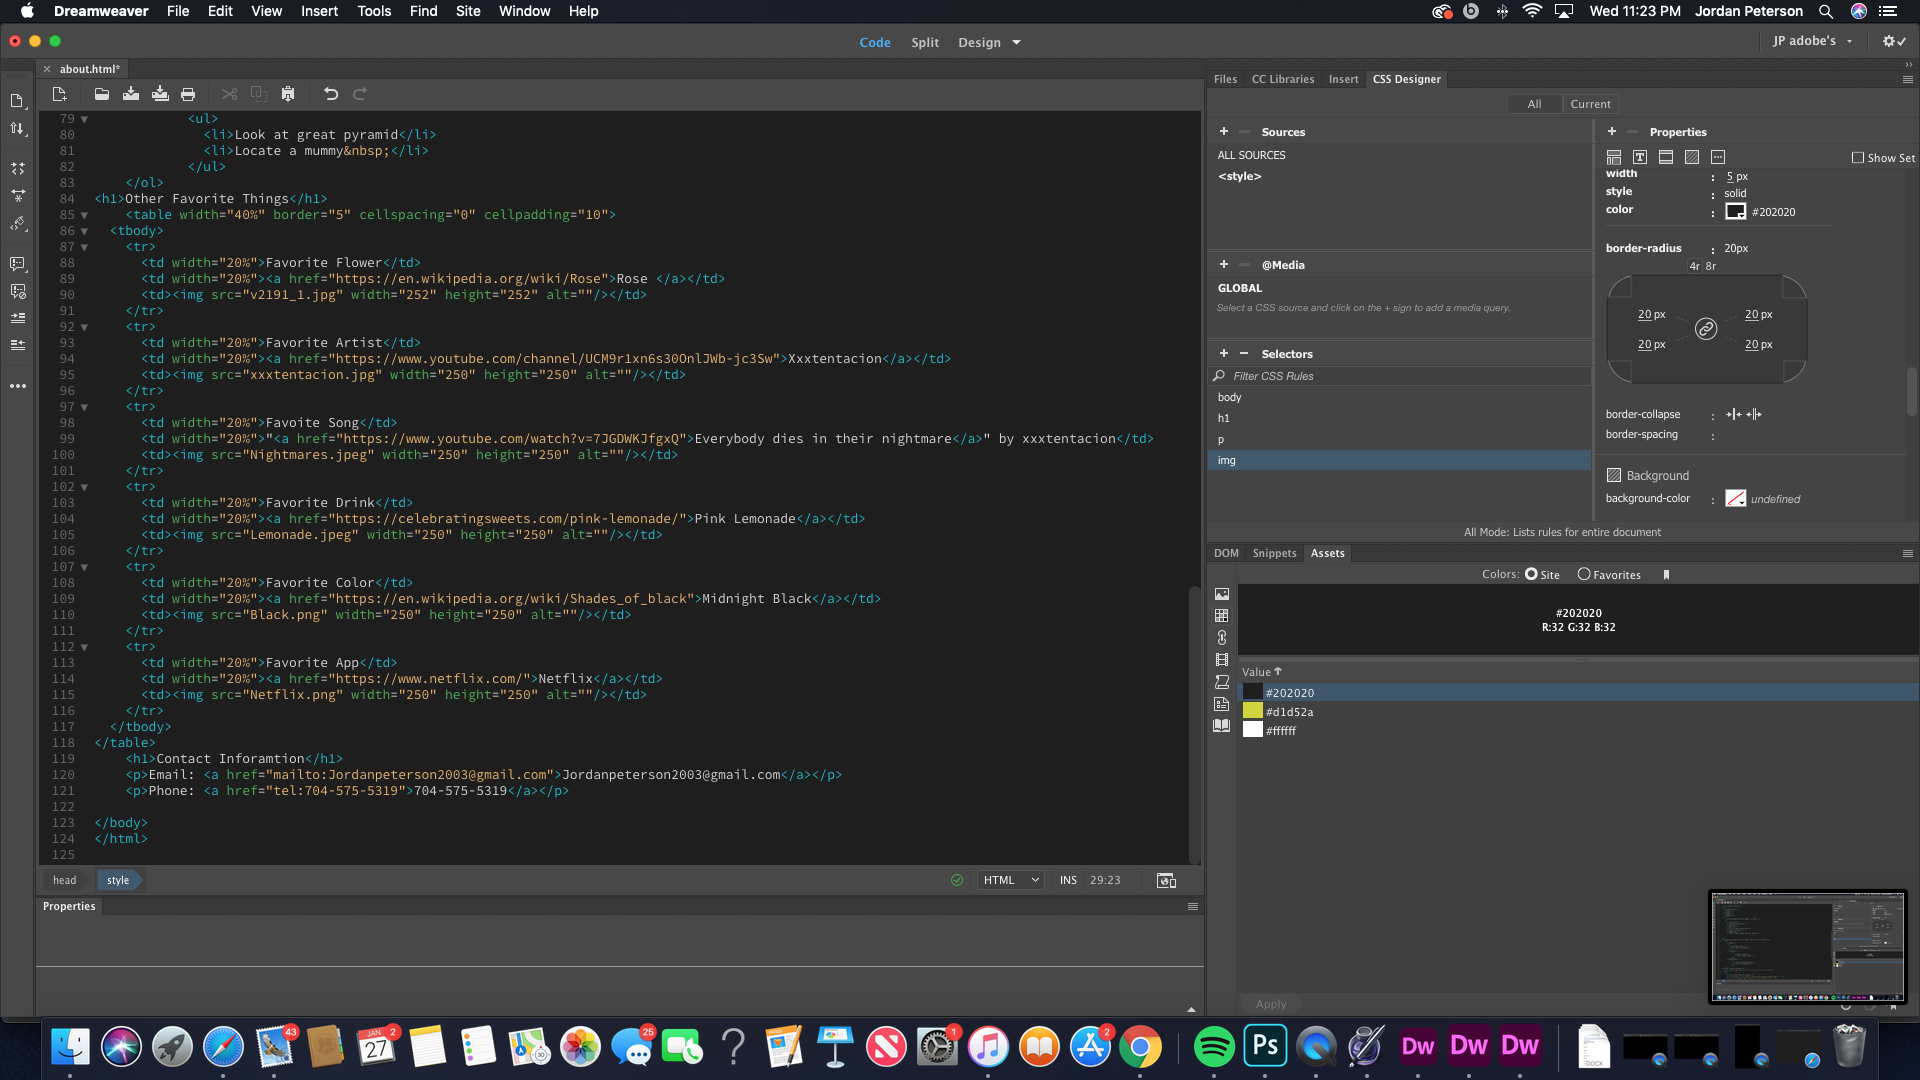 Dreamweaver File Edit View Insert Tools Find Site Window Help
Wed 11:23 PM Jordan Peterson
Code Split Design
JP adobe's
about.html*
79 <ul>
80 <li>Look at great pyramid</li>
81 <li>Locate a mummy&nbsp;</li>
82 </ul>
83 </ol>
84 <h1>Other Favorite Things</h1>
85 <table width="40%" border="5" cellspacing="0" cellpadding="10">
86 <tbody>
87 <tr>
88 <td width="20%">Favorite Flower</td>
89 <td width="20%"><a href="https://en.wikipedia.org/wiki/Rose">Rose </a></td>
90 <td><img src="v2191_1.jpg" width="252" height="252" alt=""/></td>
91 </tr>
92 <tr>
93 <td width="20%">Favorite Artist</td>
94 <td width="20%"><a href="https://www.youtube.com/channel/UCM9r1xn6s30OnlJWb-jc3Sw">Xxxtentacion</a></td>
95 <td><img src="xxxtentacion.jpg" width="250" height="250" alt=""/></td>
96 </tr>
97 <tr>
98 <td width="20%">Favoite Song</td>
99 <td width="20%">"<a href="https://www.youtube.com/watch?v=7JGDWKJfgxQ">Everybody dies in their nightmare</a>" by xxxtentacion</td>
100 <td><img src="Nightmares.jpeg" width="250" height="250" alt=""/></td>
101 </tr>
102 <tr>
103 <td width="20%">Favorite Drink</td>
104 <td width="20%"><a href="https://celebratingsweets.com/pink-lemonade/">Pink Lemonade</a></td>
105 <td><img src="Lemonade.jpeg" width="250" height="250" alt=""/></td>
106 </tr>
107 <tr>
108 <td width="20%">Favorite Color</td>
109 <td width="20%"><a href="https://en.wikipedia.org/wiki/Shades_of_black">Midnight Black</a></td>
110 <td><img src="Black.png" width="250" height="250" alt=""/></td>
111 </tr>
112 <tr>
113 <td width="20%">Favorite App</td>
114 <td width="20%"><a href="https://www.netflix.com/">Netflix</a></td>
115 <td><img src="Netflix.png" width="250" height="250" alt=""/></td>
116 </tr>
117 </tbody>
118 </table>
119 <h1>Contact Inforamtion</h1>
120 <p>Email: <a href="mailto:Jordanpeterson2003@gmail.com">Jordanpeterson2003@gmail.com</a></p>
121 <p>Phone: <a href="tel:704-575-5319">704-575-5319</a></p>
122
123 </body>
124 </html>
125
head style
HTML INS 29:23
Properties
Files CC Libraries Insert CSS Designer
All Current
+ Sources
ALL SOURCES
<style>
+ @Media
GLOBAL
Select a CSS source and click on the + sign to add a media query.
+ − Selectors
Filter CSS Rules
body
h1
p
img
+ Properties
Show Set
width : 5 px
style : solid
color : #202020
border-radius : 20px
4r 8r
20 px 20 px
20 px 20 px
border-collapse :
border-spacing :
Background
background-color : undefined
All Mode: Lists rules for entire document
DOM Snippets Assets
Colors: Site Favorites
#202020
R:32 G:32 B:32
Value
#202020
#d1d52a
#ffffff
Apply
43
JAN 2
27
25
1
2
Ps
Dw
Dw
Dw
DOCX